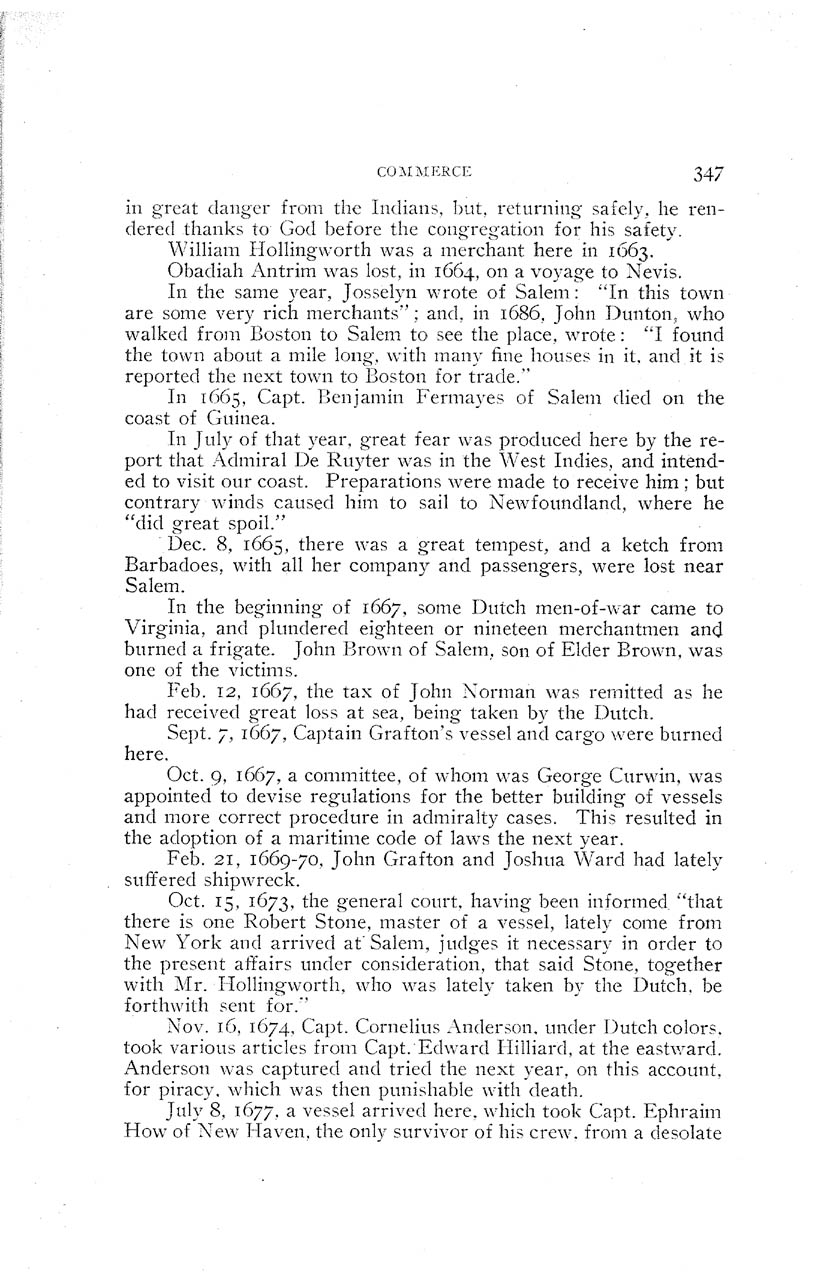 COMMERCE 347
in great danger from the Indians, but, returning safely, he ren-
dered thanks to God before the congregation for his safety.
William Hollingworth was a merchant here in 1663.
Obadiah Antrim was lost, in 1664, on a voyage to Nevis.
In the same year, Josselyn wrote of Salem: “In this town
are some very rich merchants”; and, in 1686, John Dunton, who
walked from Boston to Salem to see the place, wrote: “I found
the town about a mile long, with many fine houses in it, and it is
reported the next town to Boston for trade.”
In 1665, Capt. Benjamin Fermayes of Salem died on the
coast of Guinea.
In July of that year, great fear was produced here by the re-
port that Admiral De Ruyter was in the West Indies, and intend-
ed to visit our coast. Preparations were made to receive him; but
contrary winds caused him to sail to Newfoundland, where he
“did great spoil.”
Dec. 8, 1665, there was a great tempest, and a ketch from
Barbadoes, with all her company and passengers, were lost near
Salem.
In the beginning of 1667, some Dutch men-of-war came to
Virginia, and plundered eighteen or nineteen merchantmen and
burned a frigate. John Brown of Salem, son of Elder Brown, was
one of the victims.
Feb. 12, 1667, the tax of John Norman was remitted as he
had received great loss at sea, being taken by the Dutch.
Sept. 7, 1667, Captain Grafton’s vessel and cargo were burned
here.
Oct. 9, 1667, a committee, of whom was George Curwin, was
appointed to devise regulations for the better building of vessels
and more correct procedure in admiralty cases. This resulted in
the adoption of a maritime code of laws the next year.
Feb. 21, 1669-70, John Grafton and Joshua Ward had lately
suffered shipwreck.
Oct. 15, 1673, the general court, having been informed “that
there is one Robert Stone, master of a vessel, lately come from
New York and arrived at Salem, judges it necessary in order to
the present affairs under consideration, that said Stone, together
with Mr. Hollingworth, who was lately taken by the Dutch, be
forthwith sent for.”
Nov. 16, 1674, Capt. Cornelius Anderson, under Dutch colors,
took various articles from Capt. Edward Hilliard, at the eastward.
Anderson was captured and tried the next year, on this account,
for piracy, which was then punishable with death.
July 8, 1677, a vessel arrived here, which took Capt. Ephraim
How of New Haven, the only survivor of his crew, from a desolate